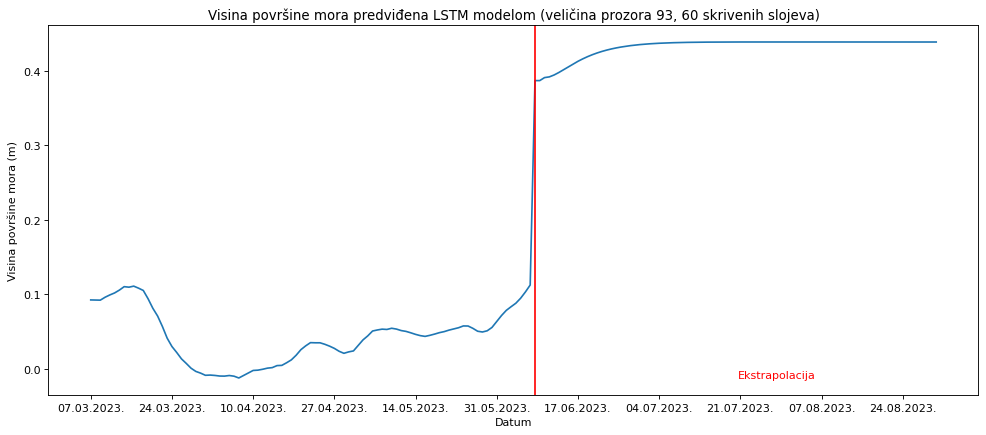 Visina površine mora predviđena LSTM modelom (veličina prozora 93, 60 skrivenih slojeva)
Visina površine mora (m)
0.4
0.3
0.2
0.1
0.0
Ekstrapolacija
07.03.2023. 24.03.2023. 10.04.2023. 27.04.2023. 14.05.2023. 31.05.2023. 17.06.2023. 04.07.2023. 21.07.2023. 07.08.2023. 24.08.2023.
Datum